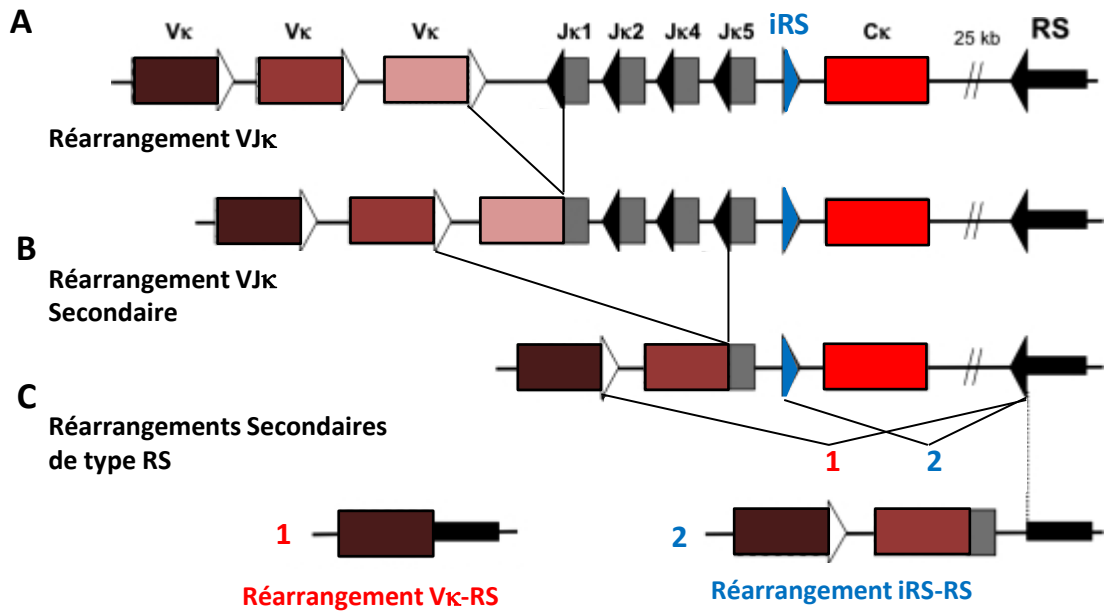 A
Vκ Vκ Vκ Jκ1 Jκ2 Jκ4 Jκ5 iRS Cκ 25 kb RS
Réarrangement VJκ
B
Réarrangement VJκ
Secondaire
C
Réarrangements Secondaires
de type RS
1 2
1 2
Réarrangement Vκ-RS Réarrangement iRS-RS